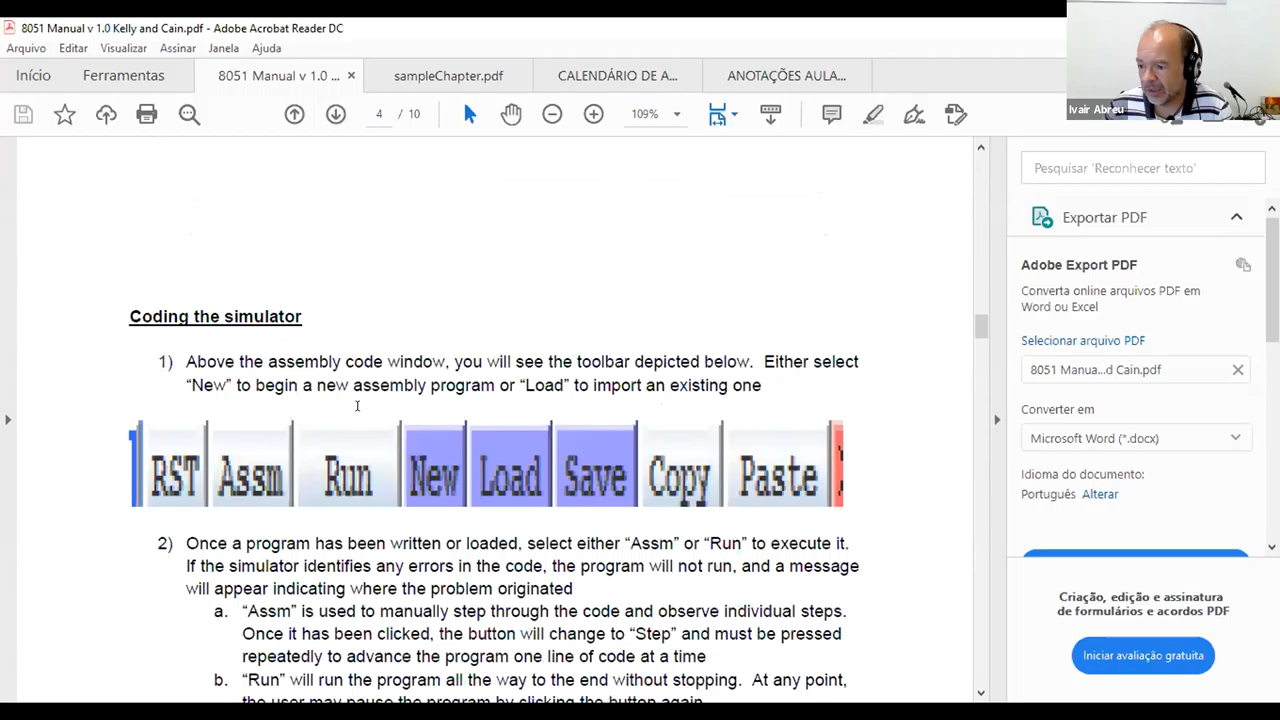 8051 Manual v 1.0 Kelly and Cain.pdf - Adobe Acrobat Reader DC
Arquivo Editar Visualizar Assinar Janela Ajuda
Início Ferramentas 8051 Manual v 1.0 ... × sampleChapter.pdf CALENDÁRIO DE A... ANOTAÇÕES AULA...
4 / 10 109%
Ivair Abreu
Coding the simulator
1) Above the assembly code window, you will see the toolbar depicted below. Either select
“New” to begin a new assembly program or “Load” to import an existing one
RST Assm Run New Load Save Copy Paste
2) Once a program has been written or loaded, select either “Assm” or “Run” to execute it.
If the simulator identifies any errors in the code, the program will not run, and a message
will appear indicating where the problem originated
a. “Assm” is used to manually step through the code and observe individual steps.
Once it has been clicked, the button will change to “Step” and must be pressed
repeatedly to advance the program one line of code at a time
b. “Run” will run the program all the way to the end without stopping. At any point,
the user may pause the program by clicking the button again
Pesquisar 'Reconhecer texto'
Exportar PDF
Adobe Export PDF
Converta online arquivos PDF em
Word ou Excel
Selecionar arquivo PDF
8051 Manua...d Cain.pdf
Converter em
Microsoft Word (*.docx)
Idioma do documento:
Português Alterar
Criação, edição e assinatura
de formulários e acordos PDF
Iniciar avaliação gratuita